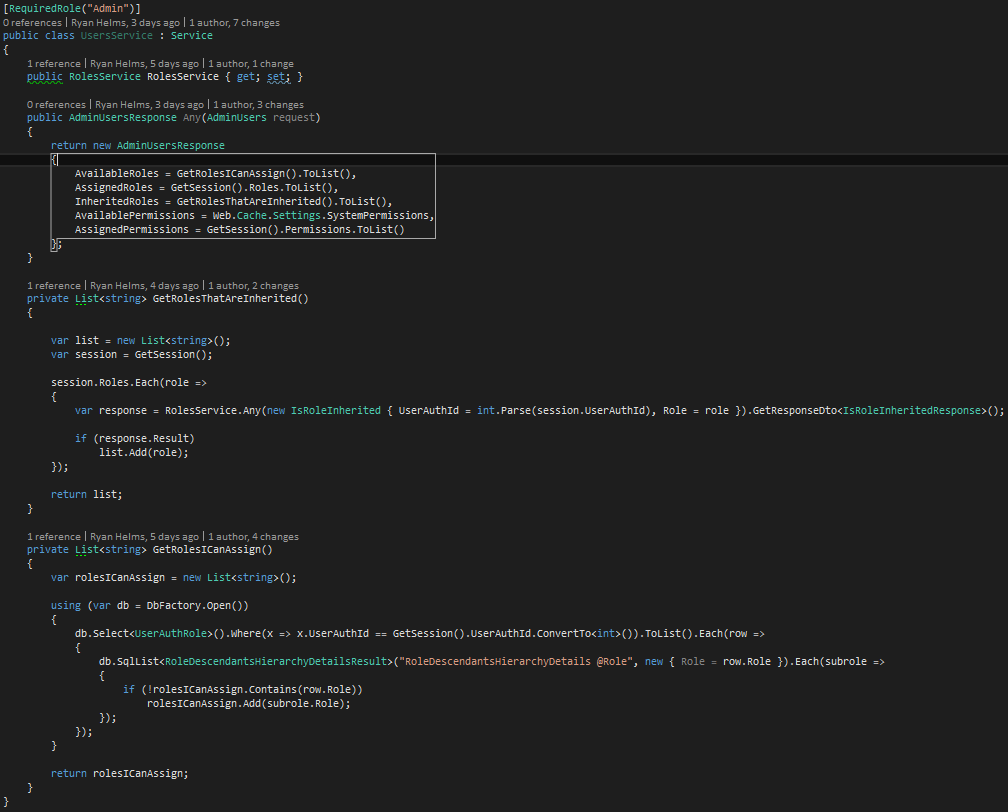 [RequiredRole("Admin")]
0 references | Ryan Helms, 3 days ago | 1 author, 7 changes
public class UsersService : Service
{
1 reference | Ryan Helms, 5 days ago | 1 author, 1 change
public RolesService RolesService { get; set; }
0 references | Ryan Helms, 3 days ago | 1 author, 3 changes
public AdminUsersResponse Any(AdminUsers request)
{
return new AdminUsersResponse
{
AvailableRoles = GetRolesICanAssign().ToList(),
AssignedRoles = GetSession().Roles.ToList(),
InheritedRoles = GetRolesThatAreInherited().ToList(),
AvailablePermissions = Web.Cache.Settings.SystemPermissions,
AssignedPermissions = GetSession().Permissions.ToList()
};
}
1 reference | Ryan Helms, 4 days ago | 1 author, 2 changes
private List<string> GetRolesThatAreInherited()
{
var list = new List<string>();
var session = GetSession();
session.Roles.Each(role =>
{
var response = RolesService.Any(new IsRoleInherited { UserAuthId = int.Parse(session.UserAuthId), Role = role }).GetResponseDto<IsRoleInheritedResponse>();
if (response.Result)
list.Add(role);
});
return list;
}
1 reference | Ryan Helms, 5 days ago | 1 author, 4 changes
private List<string> GetRolesICanAssign()
{
var rolesICanAssign = new List<string>();
using (var db = DbFactory.Open())
{
db.Select<UserAuthRole>().Where(x => x.UserAuthId == GetSession().UserAuthId.ConvertTo<int>()).ToList().Each(row =>
{
db.SqlList<RoleDescendantsHierarchyDetailsResult>("RoleDescendantsHierarchyDetails @Role", new { Role = row.Role }).Each(subrole =>
{
if (!rolesICanAssign.Contains(row.Role))
rolesICanAssign.Add(subrole.Role);
});
});
}
return rolesICanAssign;
}
}